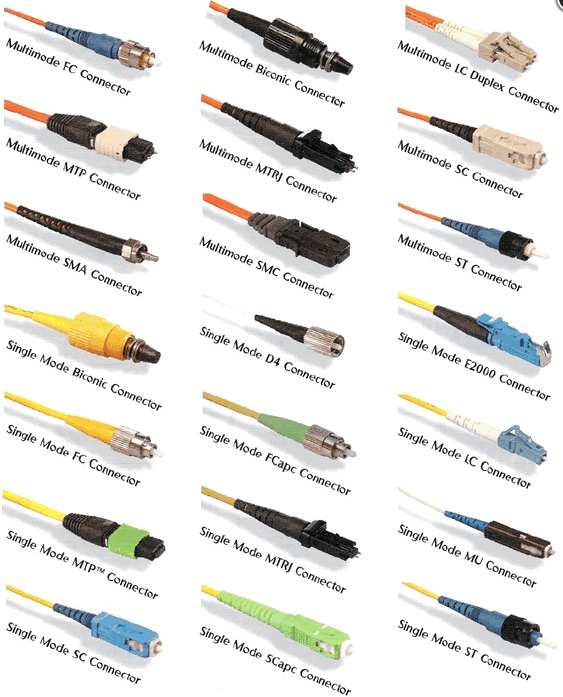 Multimode FC Connector
Multimode Biconic Connector
Multimode LC Duplex Connector
Multimode MTP Connector
Multimode MTRJ Connector
Multimode SC Connector
Multimode SMA Connector
Multimode SMC Connector
Multimode ST Connector
Single Mode Biconic Connector
Single Mode D4 Connector
Single Mode E2000 Connector
Single Mode FC Connector
Single Mode FCapc Connector
Single Mode LC Connector
Single Mode MTP™ Connector
Single Mode MTRJ Connector
Single Mode MU Connector
Single Mode SC Connector
Single Mode SCapc Connector
Single Mode ST Connector